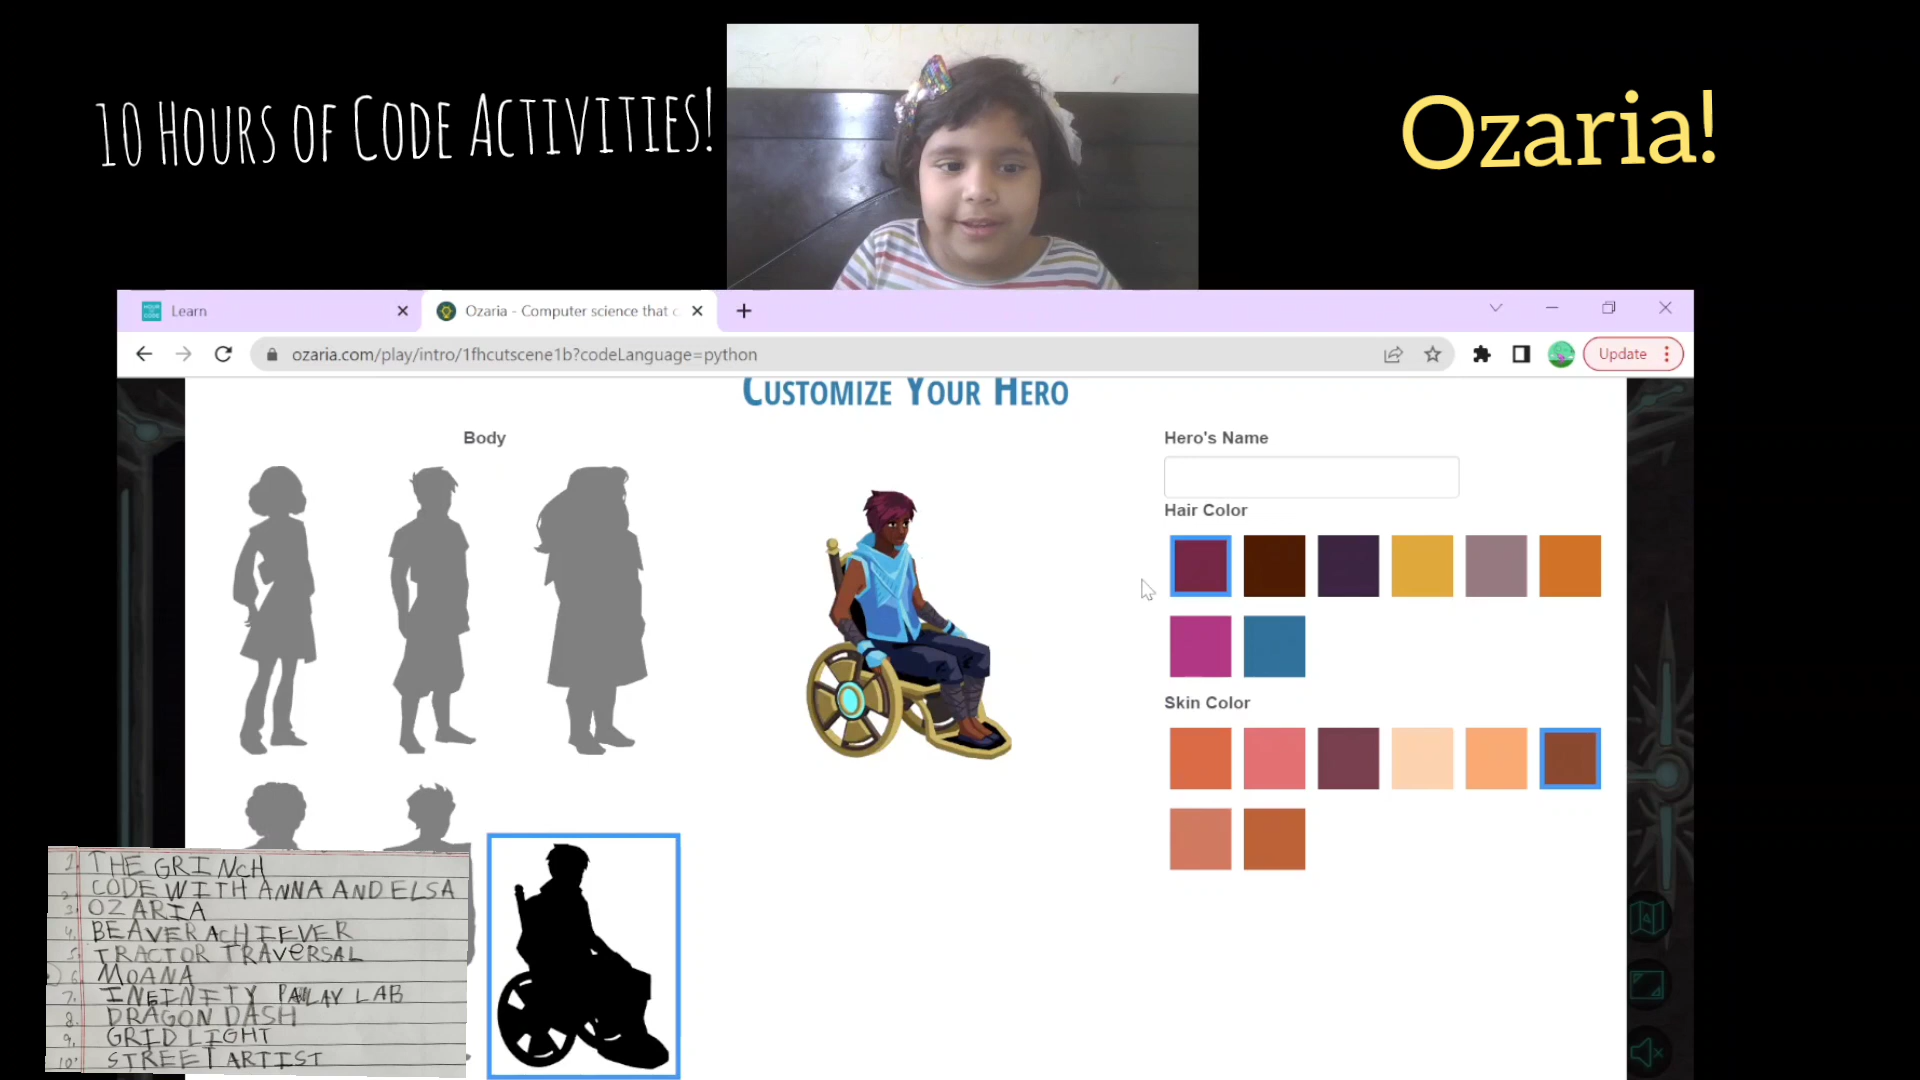 10 HOURS OF CODE ACTIVITIES!
Ozaria!
Learn
Ozaria - Computer science that c
ozaria.com/play/intro/1fhcutscene1b?codeLanguage=python
Update
CUSTOMIZE YOUR HERO
Body
Hero's Name
Hair Color
Skin Color
1. THE GRINCH
2. CODE WITH ANNA AND ELSA
3. OZARIA
4. BEAVER ACHIEVER
5. TRACTOR TRAVERSAL
6. MOANA
7. INFINITY PALAY LAB
8. DRAGON DASH
9. GRID LIGHT
10. STREET ARTIST